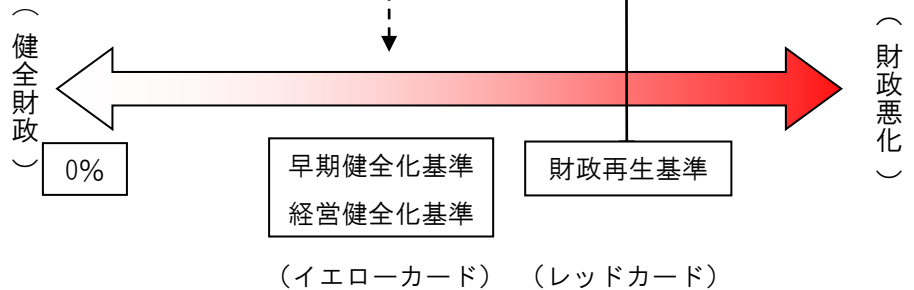 （健全財政）
（財政悪化）
0%
早期健全化基準
経営健全化基準
財政再生基準
（イエローカード）
（レッドカード）